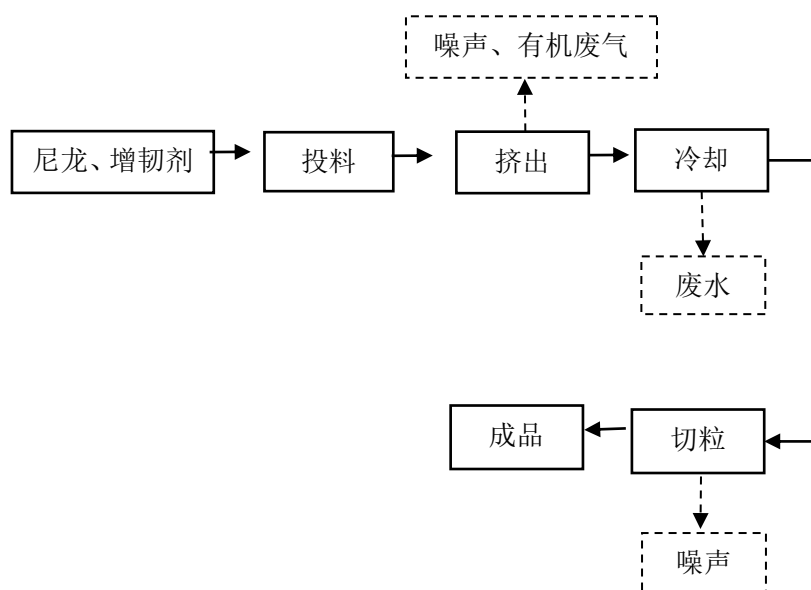 噪声、有机废气
尼龙、增韧剂
投料
挤出
冷却
废水
成品
切粒
噪声